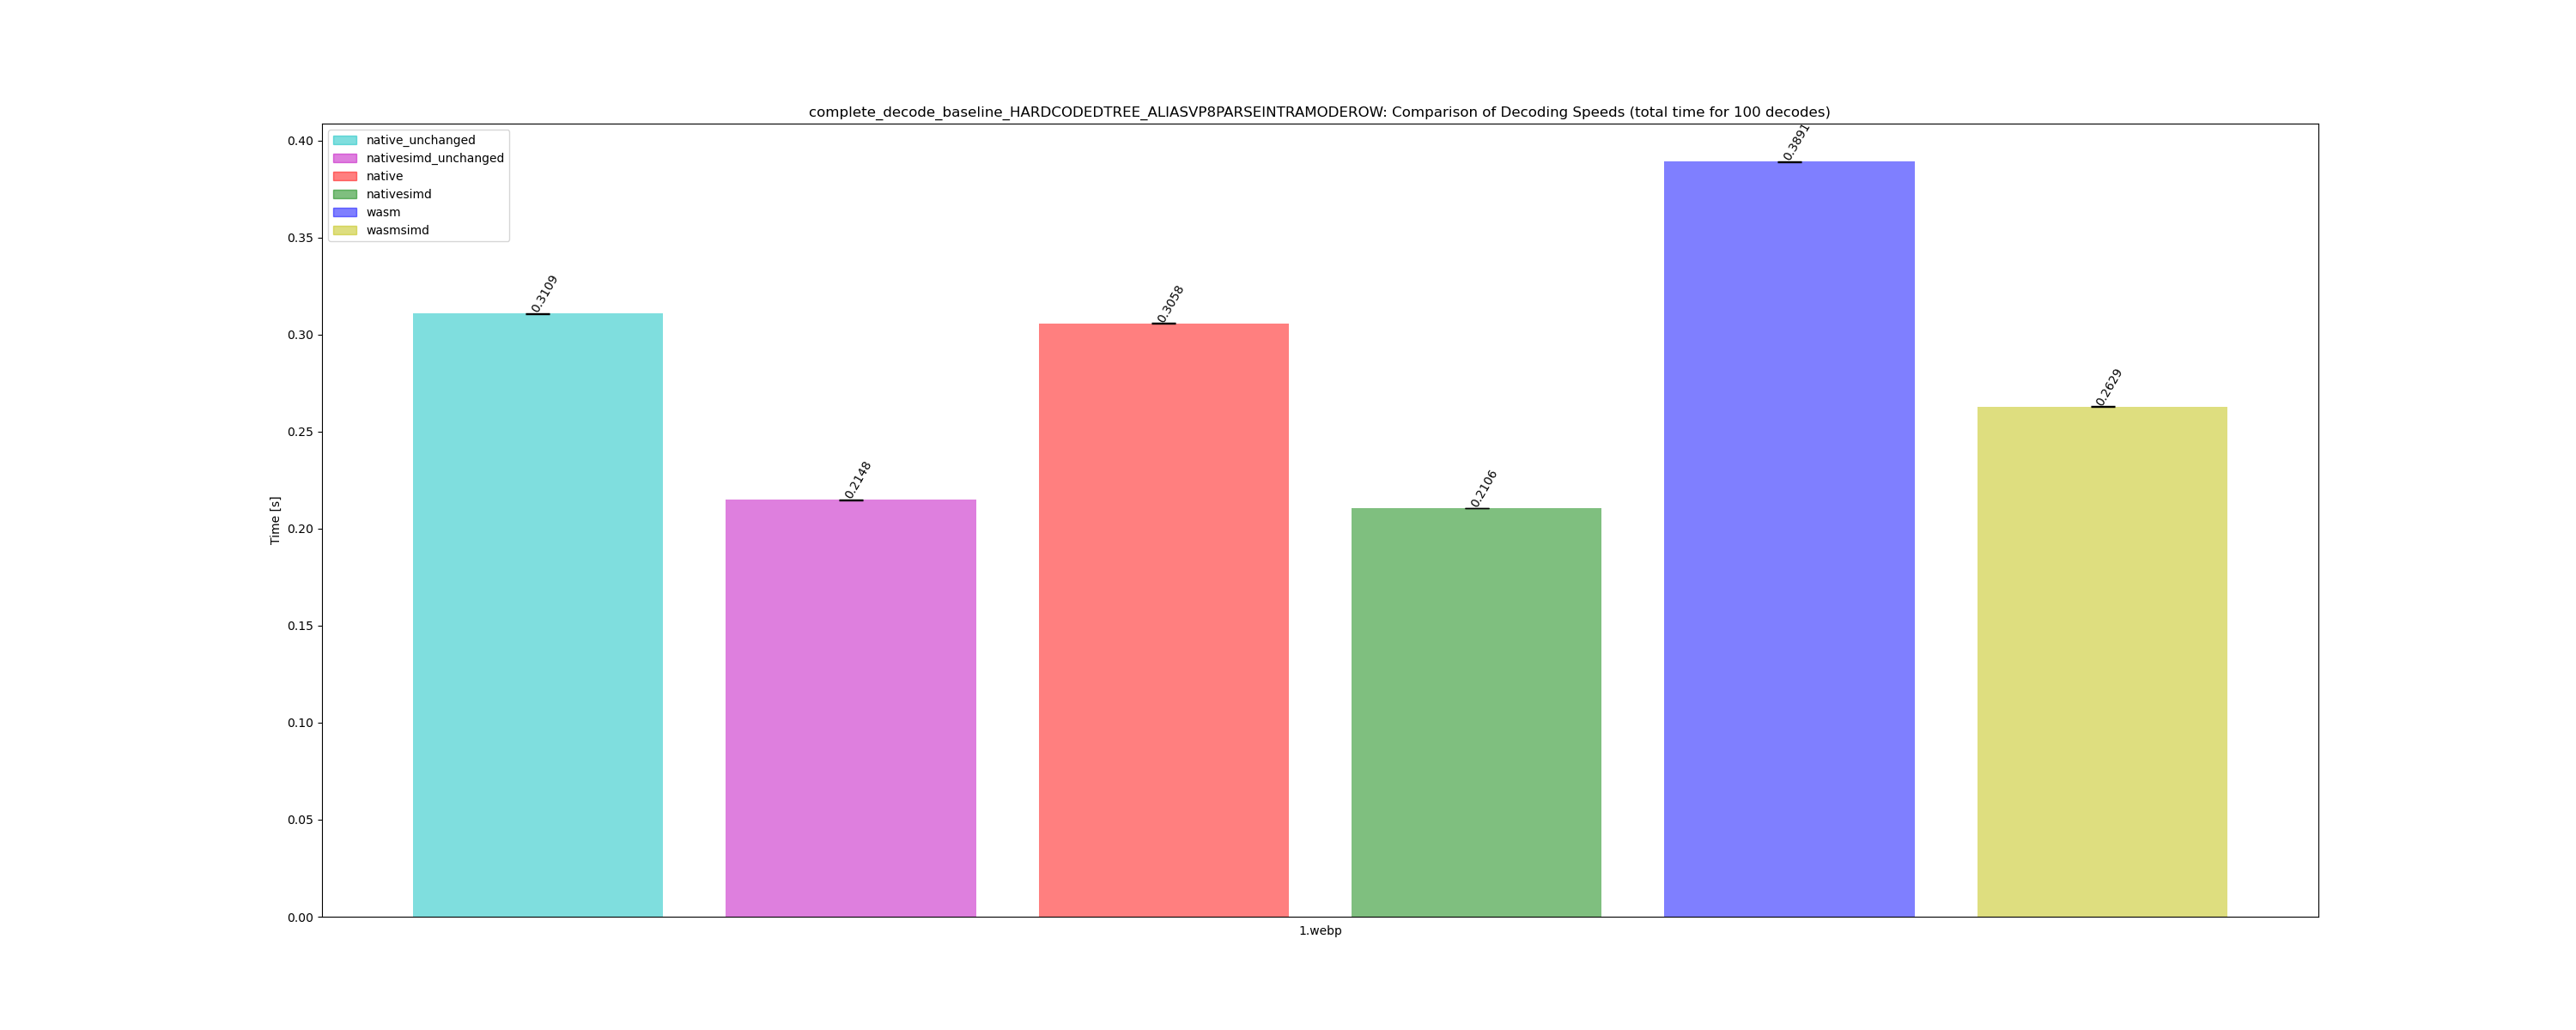 complete_decode_baseline_HARDCODEDTREE_ALIASVP8PARSEINTRAMODEROW: Comparison of Decoding Speeds (total time for 100 decodes)
native_unchanged
nativesimd_unchanged
native
nativesimd
wasm
wasmsimd
0.40
0.35
0.30
0.25
0.20
0.15
0.10
0.05
0.00
Time [s]
0.3109
0.2148
0.3058
0.2106
0.3891
0.2629
1.webp